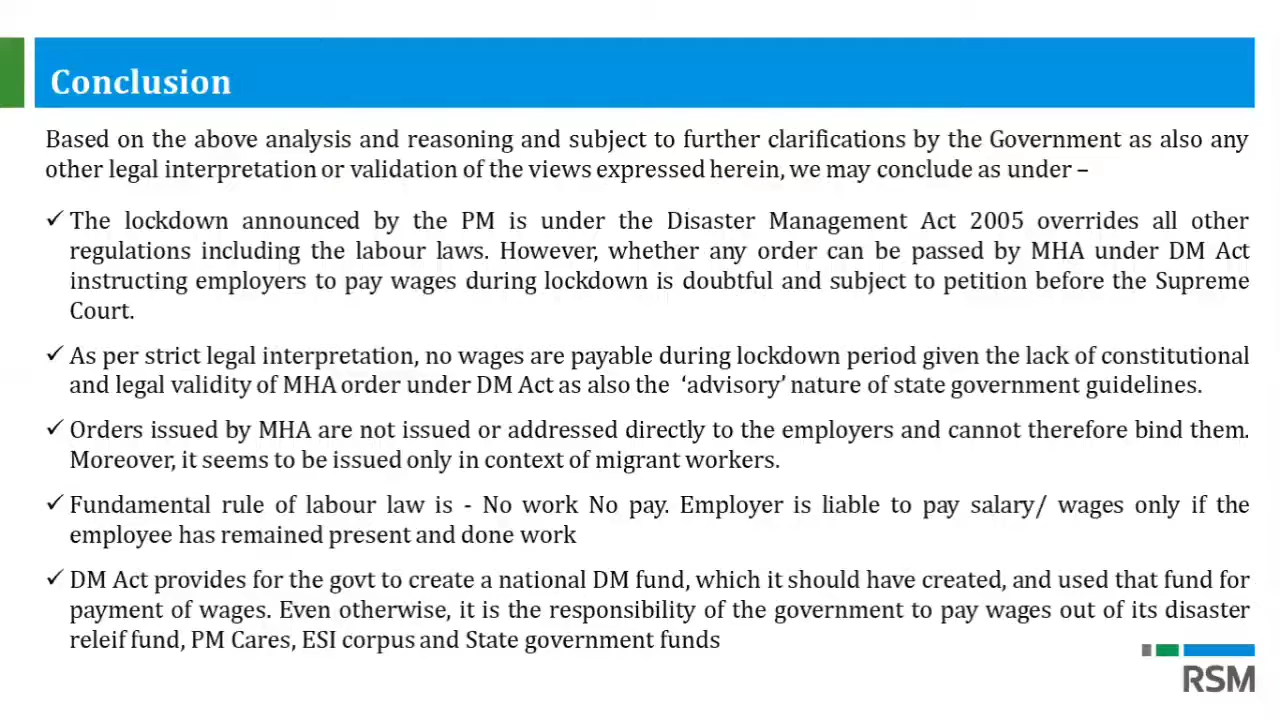 Conclusion
Based on the above analysis and reasoning and subject to further clarifications by the Government as also any
other legal interpretation or validation of the views expressed herein, we may conclude as under –
✓ The lockdown announced by the PM is under the Disaster Management Act 2005 overrides all other
regulations including the labour laws. However, whether any order can be passed by MHA under DM Act
instructing employers to pay wages during lockdown is doubtful and subject to petition before the Supreme
Court.
✓ As per strict legal interpretation, no wages are payable during lockdown period given the lack of constitutional
and legal validity of MHA order under DM Act as also the ‘advisory’ nature of state government guidelines.
✓ Orders issued by MHA are not issued or addressed directly to the employers and cannot therefore bind them.
Moreover, it seems to be issued only in context of migrant workers.
✓ Fundamental rule of labour law is - No work No pay. Employer is liable to pay salary/ wages only if the
employee has remained present and done work
✓ DM Act provides for the govt to create a national DM fund, which it should have created, and used that fund for
payment of wages. Even otherwise, it is the responsibility of the government to pay wages out of its disaster
releif fund, PM Cares, ESI corpus and State government funds
RSM